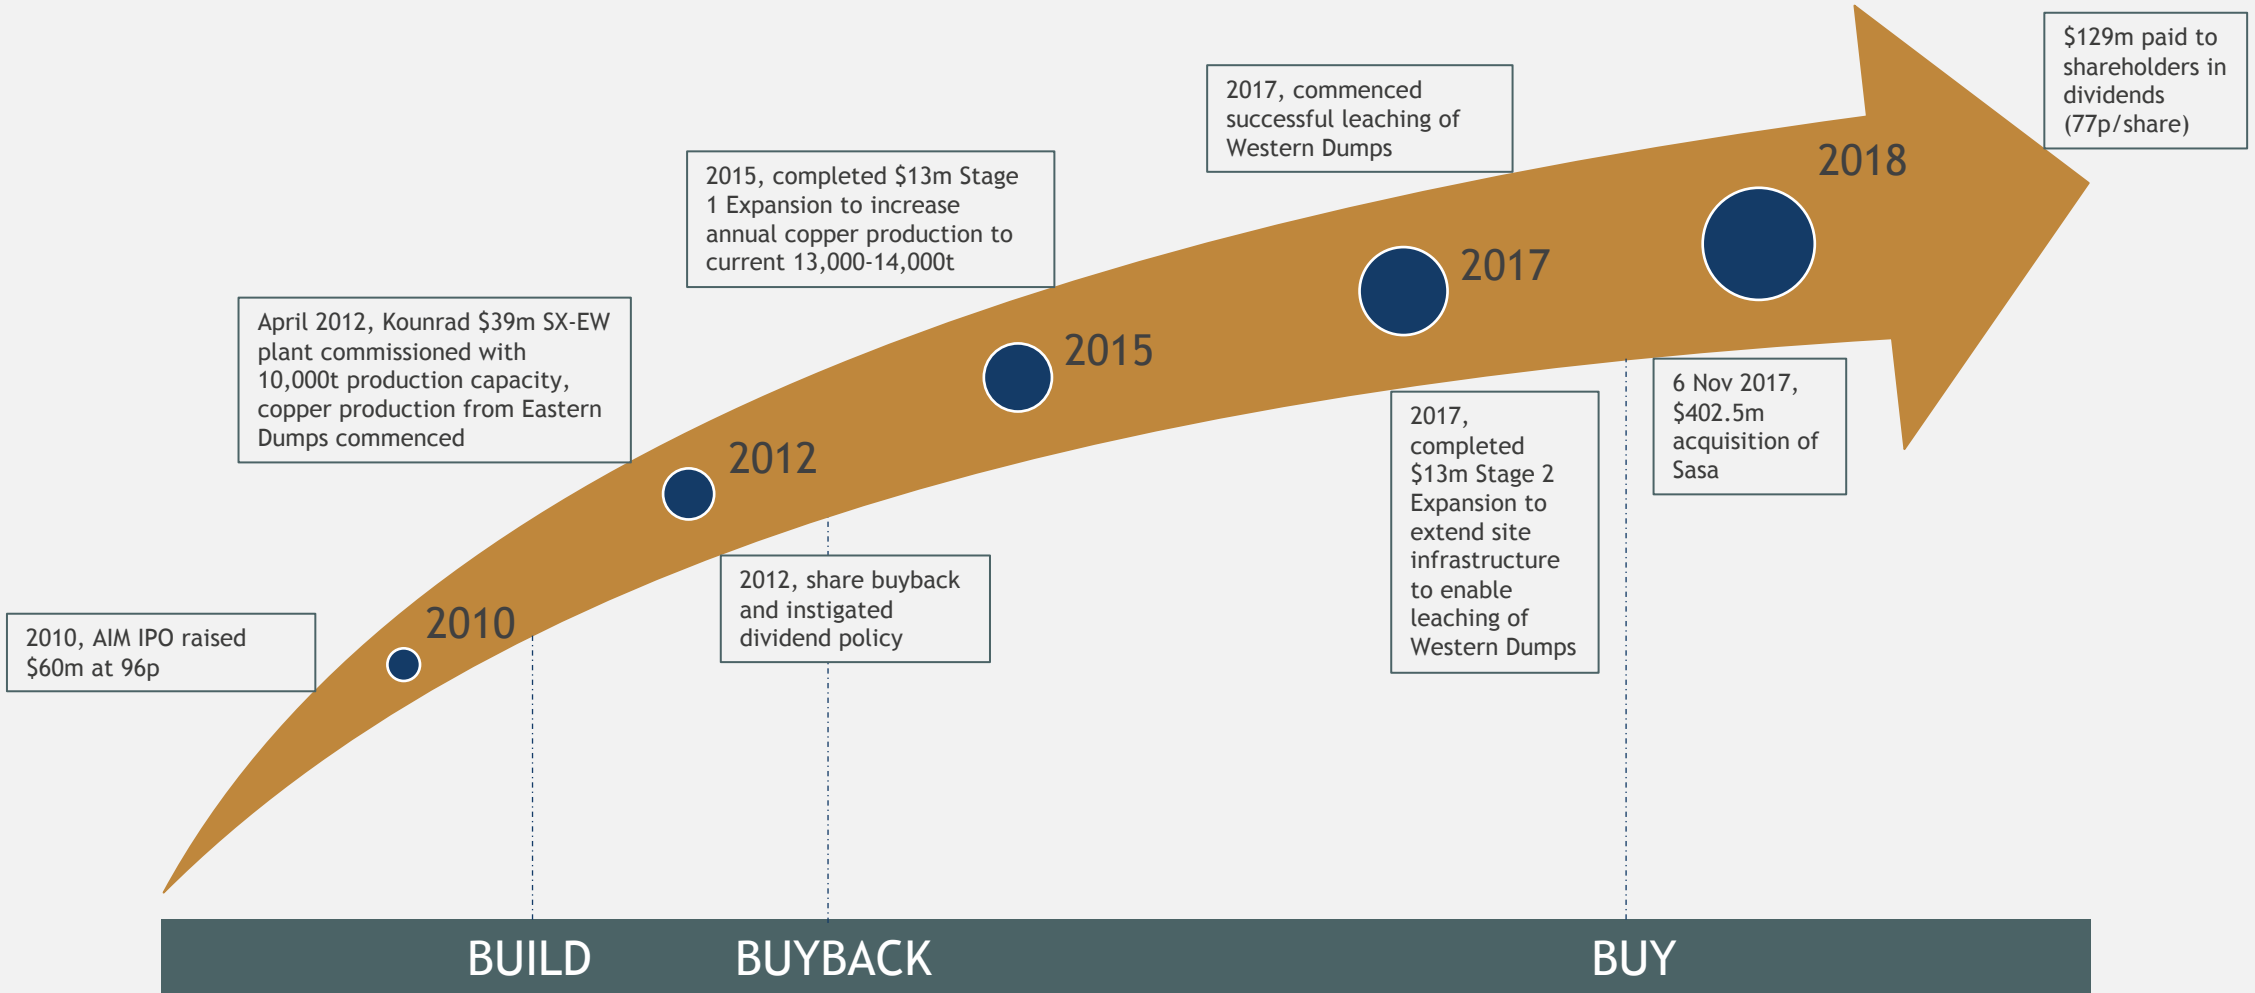 $129m paid to
shareholders in
dividends
(77p/share)
2017, commenced
successful leaching of
Western Dumps
2018
2015, completed $13m Stage
1 Expansion to increase
annual copper production to
current 13,000-14,000t
2017
April 2012, Kounrad $39m SX-EW
plant commissioned with
10,000t production capacity,
copper production from Eastern
Dumps commenced
2015
6 Nov 2017,
$402.5m
acquisition of
Sasa
2017,
completed
$13m Stage 2
Expansion to
extend site
infrastructure
to enable
leaching of
Western Dumps
2012
2012, share buyback
and instigated
dividend policy
2010
2010, AIM IPO raised
$60m at 96p
BUILD
BUYBACK
BUY